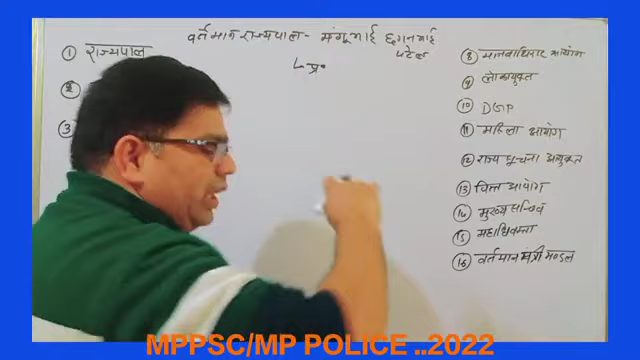 वर्तमान राज्यपाल - मंगूभाई छगनभाई
पटेल
① राज्यपाल
②
③
⑧ मानवाधिकार आयोग
⑨ लोकायुक्त
⑩ DGP
⑪ महिला आयोग
⑫ राज्य सूचना आयुक्त
⑬ वित्त आयोग
⑭ मुख्य सचिव
⑮ महाधिवक्ता
⑯ वर्तमान मंत्री मण्डल
MPPSC/MP POLICE ..2022